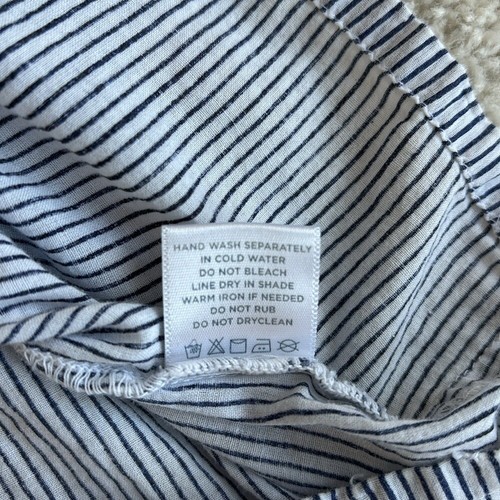 HAND WASH SEPARATELY
IN COLD WATER
DO NOT BLEACH
LINE DRY IN SHADE
WARM IRON IF NEEDED
DO NOT RUB
DO NOT DRYCLEAN